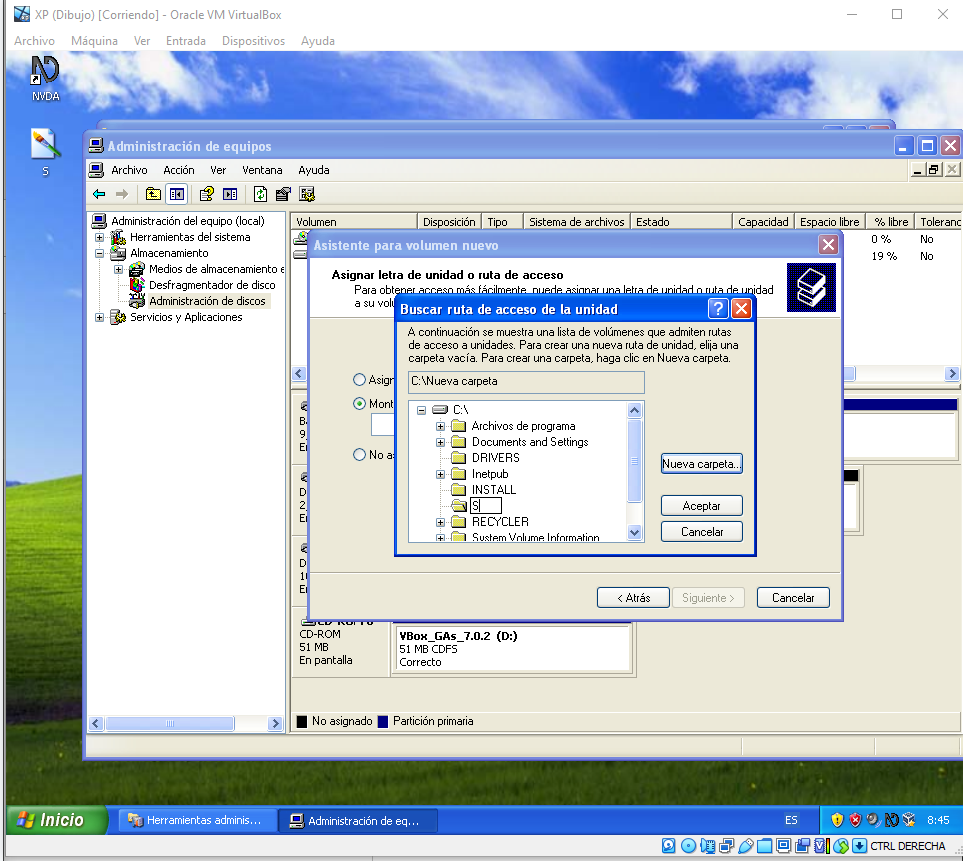 XP (Dibujo) [Corriendo] - Oracle VM VirtualBox
Archivo Máquina Ver Entrada Dispositivos Ayuda
NVDA
S
Administración de equipos
Archivo Acción Ver Ventana Ayuda
Administración del equipo (local)
Herramientas del sistema
Almacenamiento
Medios de almacenamiento e
Desfragmentador de disco
Administración de discos
Servicios y Aplicaciones
Volumen Disposición Tipo Sistema de archivos Estado Capacidad Espacio libre % libre Toleranc
0 % No
19 % No
Asistente para volumen nuevo
Asignar letra de unidad o ruta de acceso
Para obtener acceso más fácilmente, puede asignar una letra de unidad o ruta de unidad
a su volu
Asign
Mont
No a
Buscar ruta de acceso de la unidad
A continuación se muestra una lista de volúmenes que admiten rutas
de acceso a unidades. Para crear una nueva ruta de unidad, elija una
carpeta vacía. Para crear una carpeta, haga clic en Nueva carpeta.
C:\Nueva carpeta
C:\
Archivos de programa
Documents and Settings
DRIVERS
Inetpub
INSTALL
S
RECYCLER
System Volume Information
Nueva carpeta...
Aceptar
Cancelar
< Atrás Siguiente > Cancelar
CD-ROM
51 MB
En pantalla
VBox_GAs_7.0.2 (D:)
51 MB CDFS
Correcto
No asignado Partición primaria
Inicio Herramientas adminis... Administración de eq... ES 8:45
CTRL DERECHA